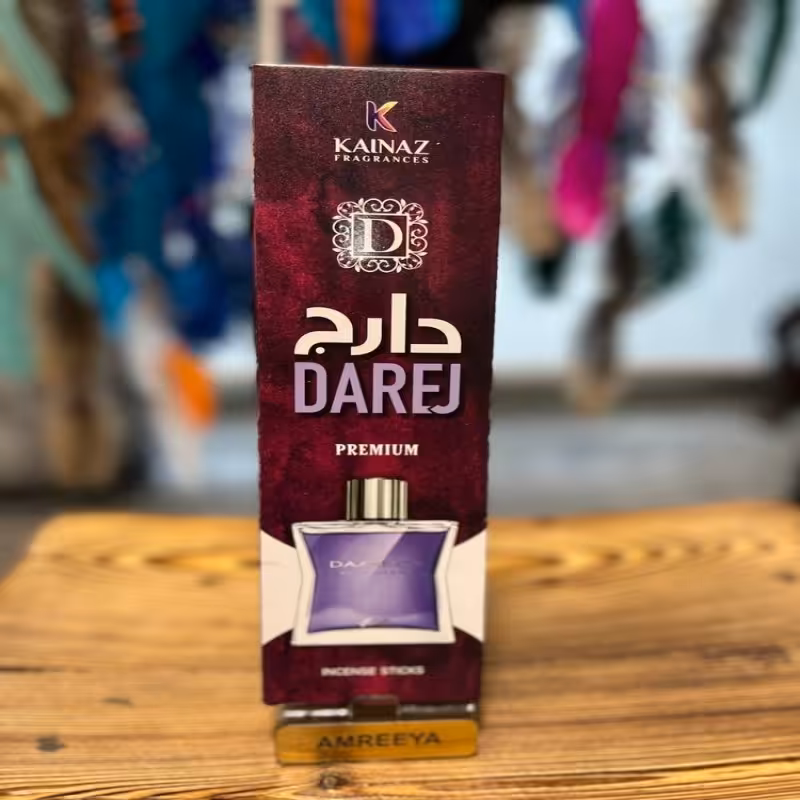 KAINAZ
FRAGRANCES
D
دارج
DAREJ
PREMIUM
INCENSE STICKS
AMREEYA